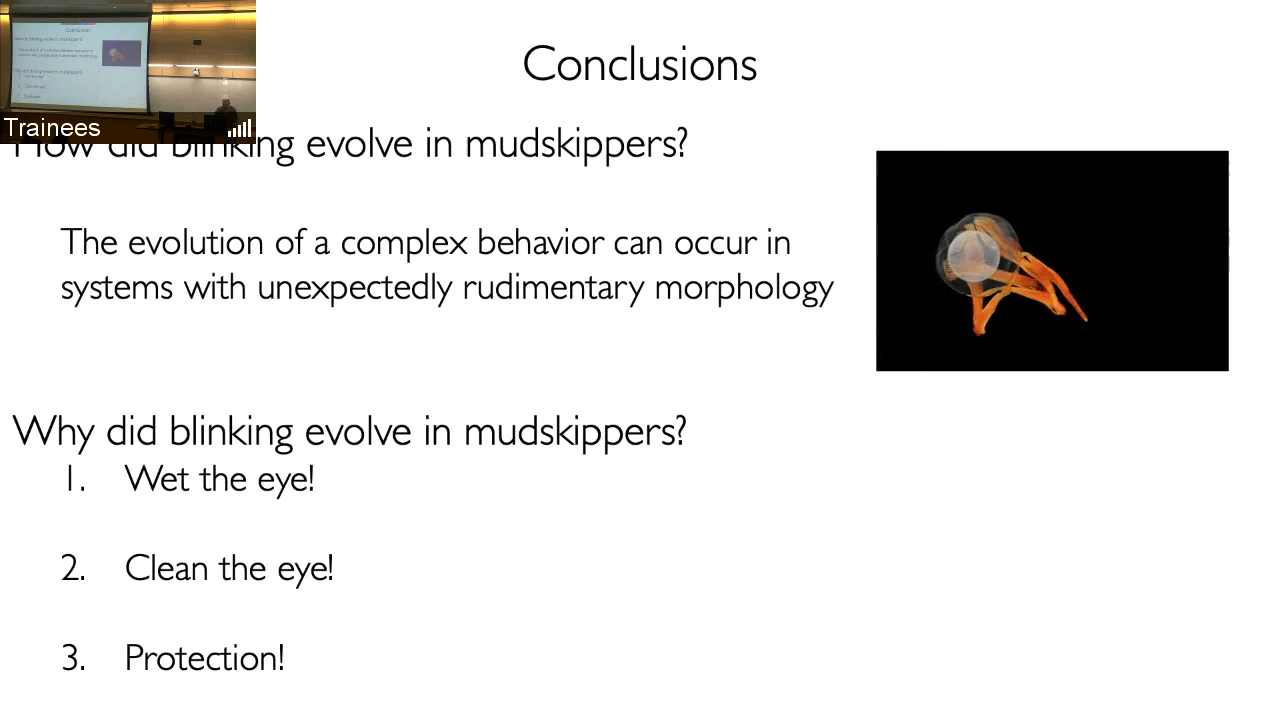 Conclusions
Trainees
How did blinking evolve in mudskippers?
The evolution of a complex behavior can occur in
systems with unexpectedly rudimentary morphology
Why did blinking evolve in mudskippers?
1. Wet the eye!
2. Clean the eye!
3. Protection!